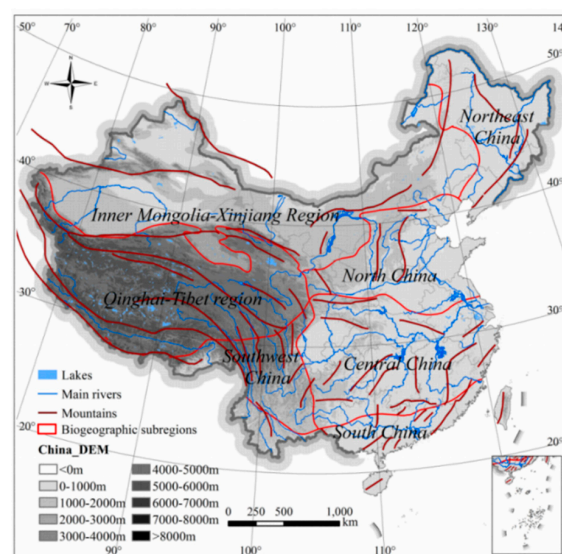 50° 60° 70° 80° 90° 100° 110° 120° 130° 140°
50°
Northeast
China
40°
40°
Inner Mongolia-Xinjiang Region
North China
30°
Qinghai-Tibet region
30°
Southwest
China
Central China
Lakes
Main rivers
Mountains
Biogeographic subregions
South China
20°
20°
China_DEM
<0m
0-1000m
1000-2000m
2000-3000m
3000-4000m
4000-5000m
5000-6000m
6000-7000m
7000-8000m
>8000m
0 250 500 1,000
km
90° 100° 110°